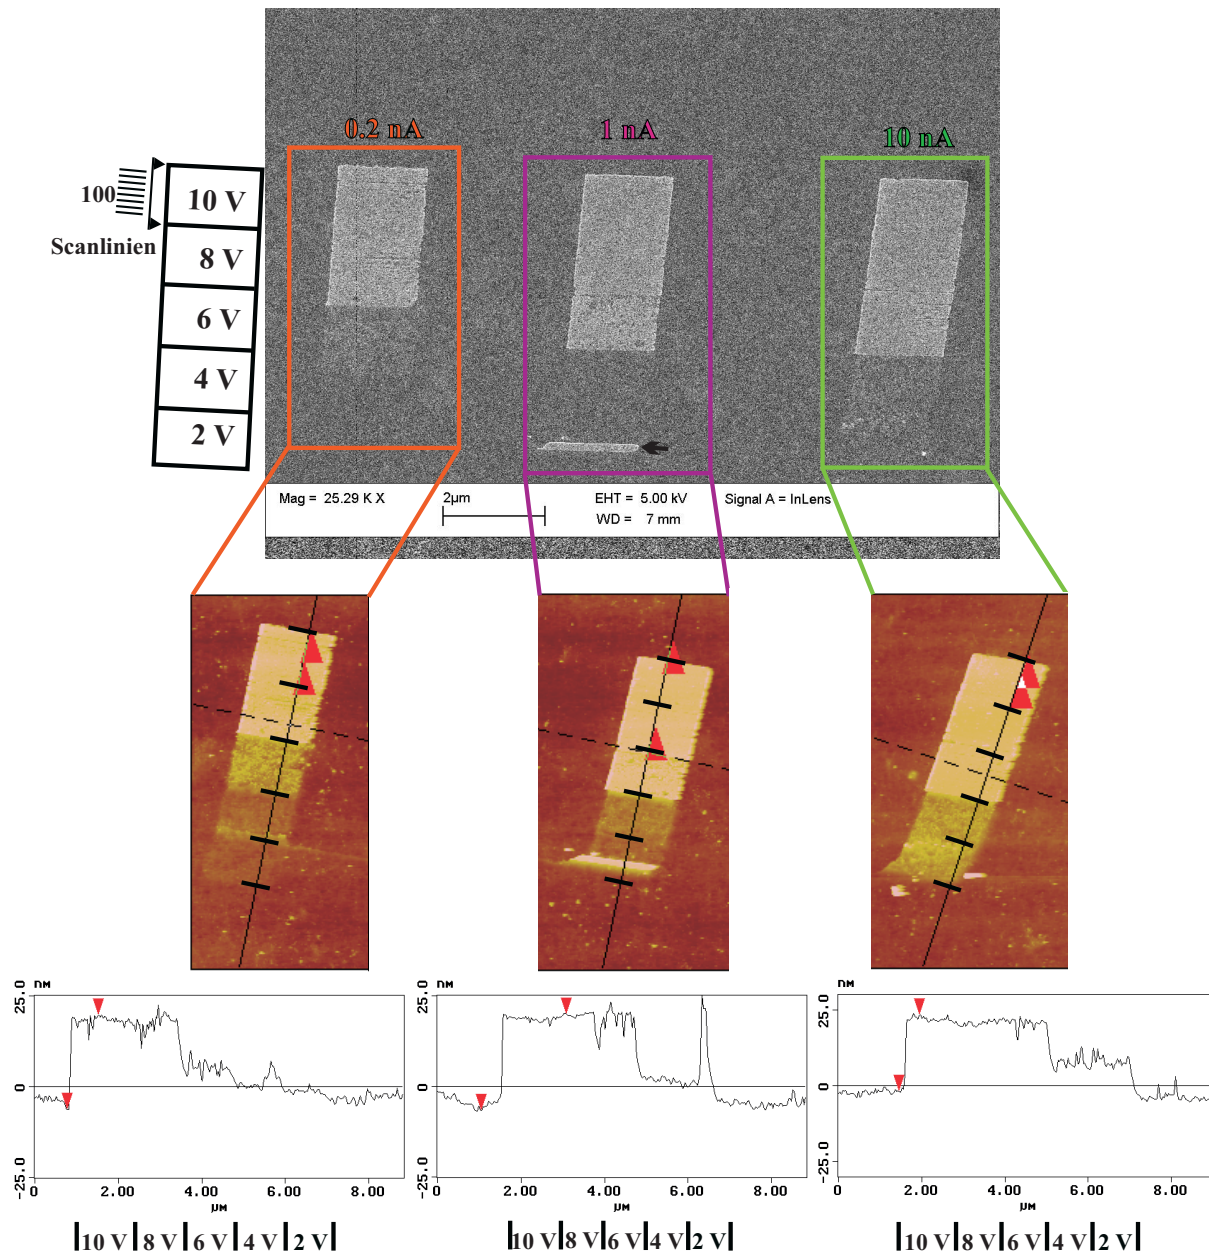 0.2 nA
1 nA
10 nA
100
Scanlinien
10 V
8 V
6 V
4 V
2 V
Mag = 25.29 K X
2µm
EHT = 5.00 kV
WD = 7 mm
Signal A = InLens
nM
25.0
0
-25.0
0 2.00 4.00 6.00 8.00
µM
10 V 8 V 6 V 4 V 2 V
nM
25.0
0
-25.0
0 2.00 4.00 6.00 8.00
µM
10 V 8 V 6 V 4 V 2 V
nM
25.0
0
-25.0
0 2.00 4.00 6.00 8.00
µM
10 V 8 V 6 V 4 V 2 V